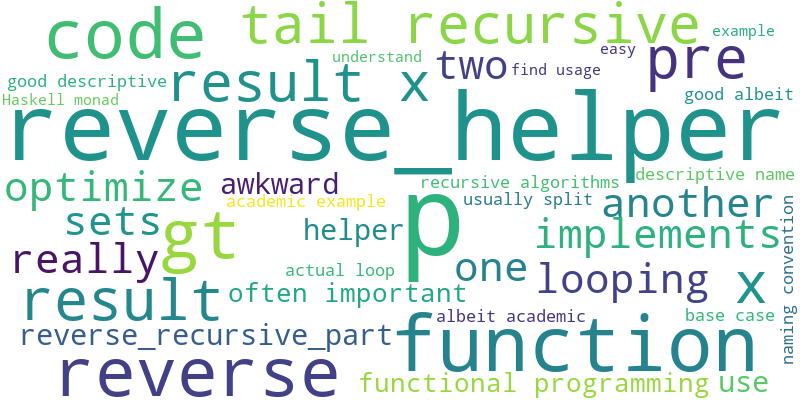 code
tail recursive
example
understand
easy
two
pre
good descriptive
result x
find usage
Haskell monad
good albeit
reverse_helper
descriptive name
optimize
awkward
recursive algorithms
academic example
usually split
another
p
sets
gt
helper
implements
naming convention
really
actual loop
one
looping
x
result
often important
reverse_recursive_part
albeit academic
base case
function
reverse
functional programming
use